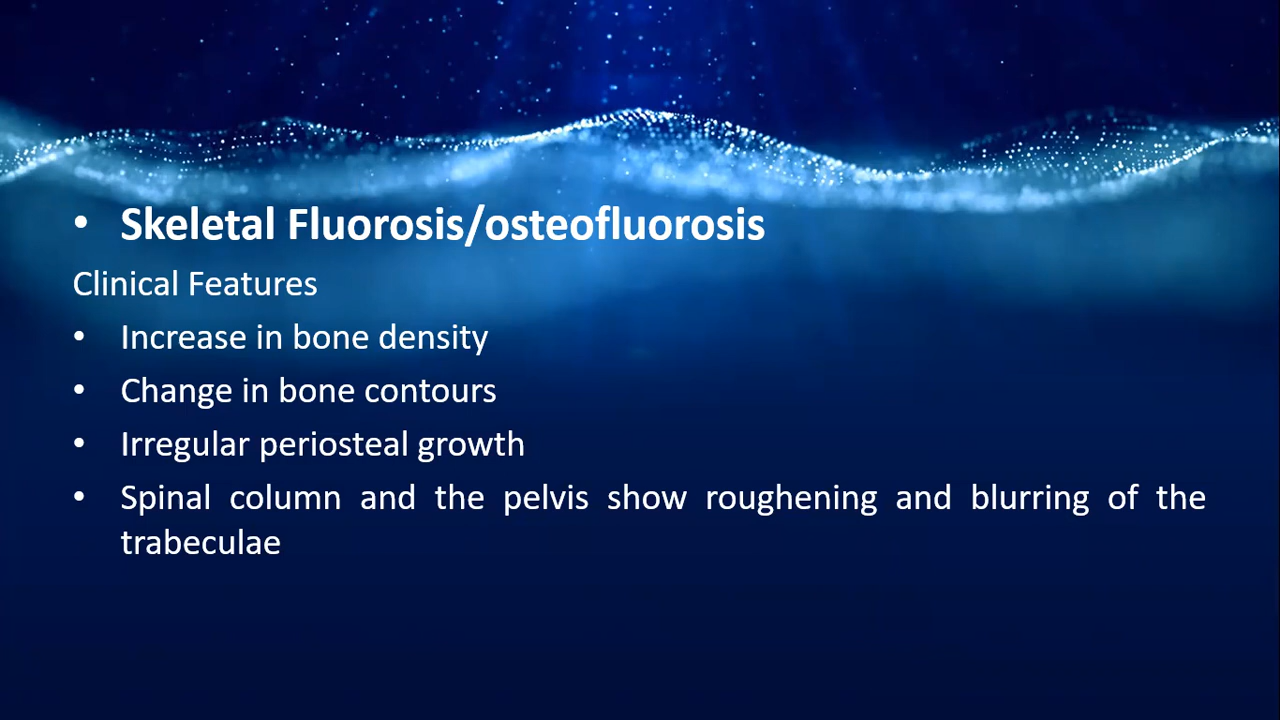 • Skeletal Fluorosis/osteofluorosis
Clinical Features
• Increase in bone density
• Change in bone contours
• Irregular periosteal growth
• Spinal column and the pelvis show roughening and blurring of the
trabeculae